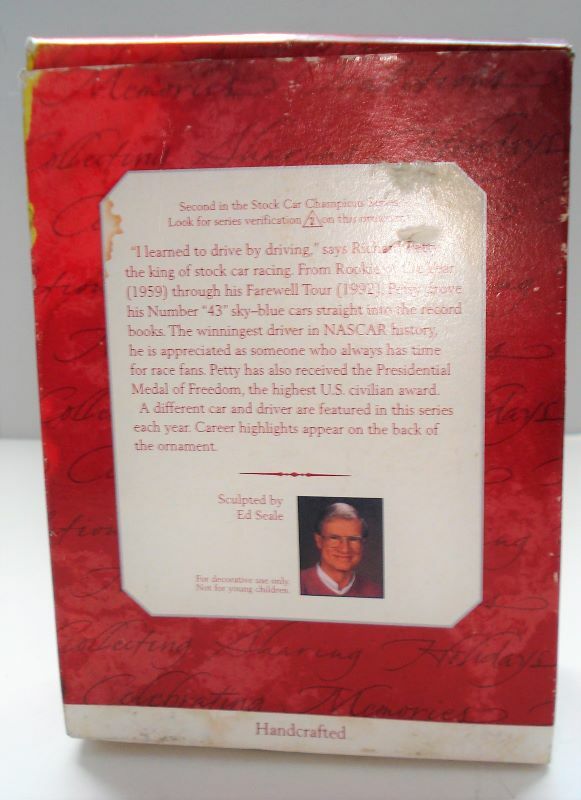 Memories
Collecting Sharing Holidays
Second in the Stock Car Champions Series.
Look for series verification 2 on this ornament.
"I learned to drive by driving," says Richard Petty,
the king of stock car racing. From Rookie of the Year
(1959) through his Farewell Tour (1992), Petty drove
his Number "43" sky-blue cars straight into the record
books. The winningest driver in NASCAR history,
he is appreciated as someone who always has time
for race fans. Petty has also received the Presidential
Medal of Freedom, the highest U.S. civilian award.
A different car and driver are featured in this series
each year. Career highlights appear on the back of
the ornament.
Sculpted by
Ed Seale
For decorative use only.
Not for young children.
Collecting Sharing Holidays
Celebrating Memories
Handcrafted